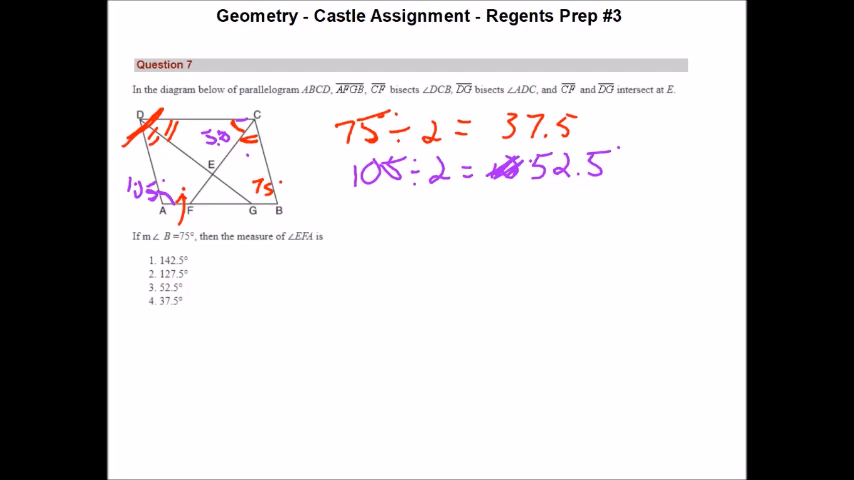 Geometry - Castle Assignment - Regents Prep #3
Question 7
In the diagram below of parallelogram ABCD, AFGB, CF bisects ∠DCB, DG bisects ∠ADC, and CF and DG intersect at E.
75 ÷ 2 = 37.5
105 ÷ 2 = 52.5°
D C
E
75°
A F G B
If m∠ B =75°, then the measure of ∠EFA is
1. 142.5°
2. 127.5°
3. 52.5°
4. 37.5°